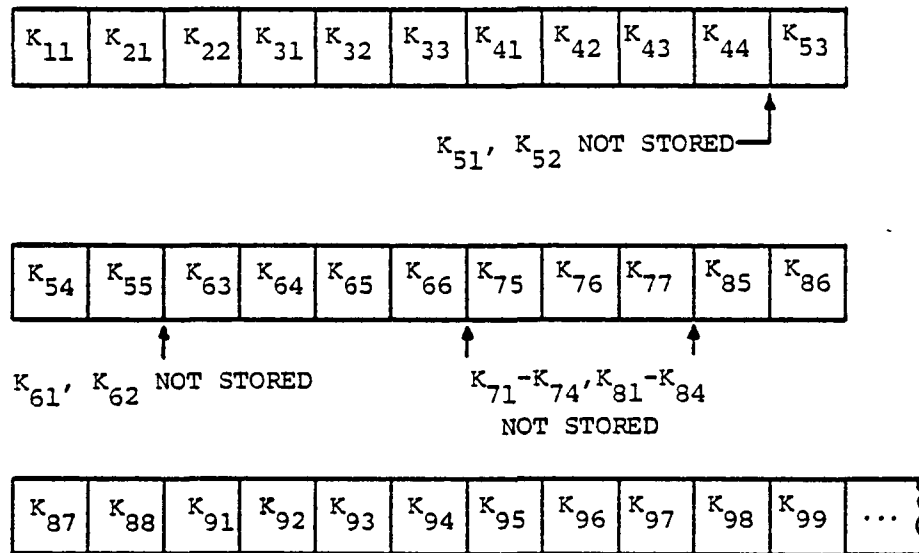 K11 K21 K22 K31 K32 K33 K41 K42 K43 K44 K53
K51, K52 NOT STORED
K54 K55 K63 K64 K65 K66 K75 K76 K77 K85 K86
K61, K62 NOT STORED
K71-K74,K81-K84
NOT STORED
K87 K88 K91 K92 K93 K94 K95 K96 K97 K98 K99 ...